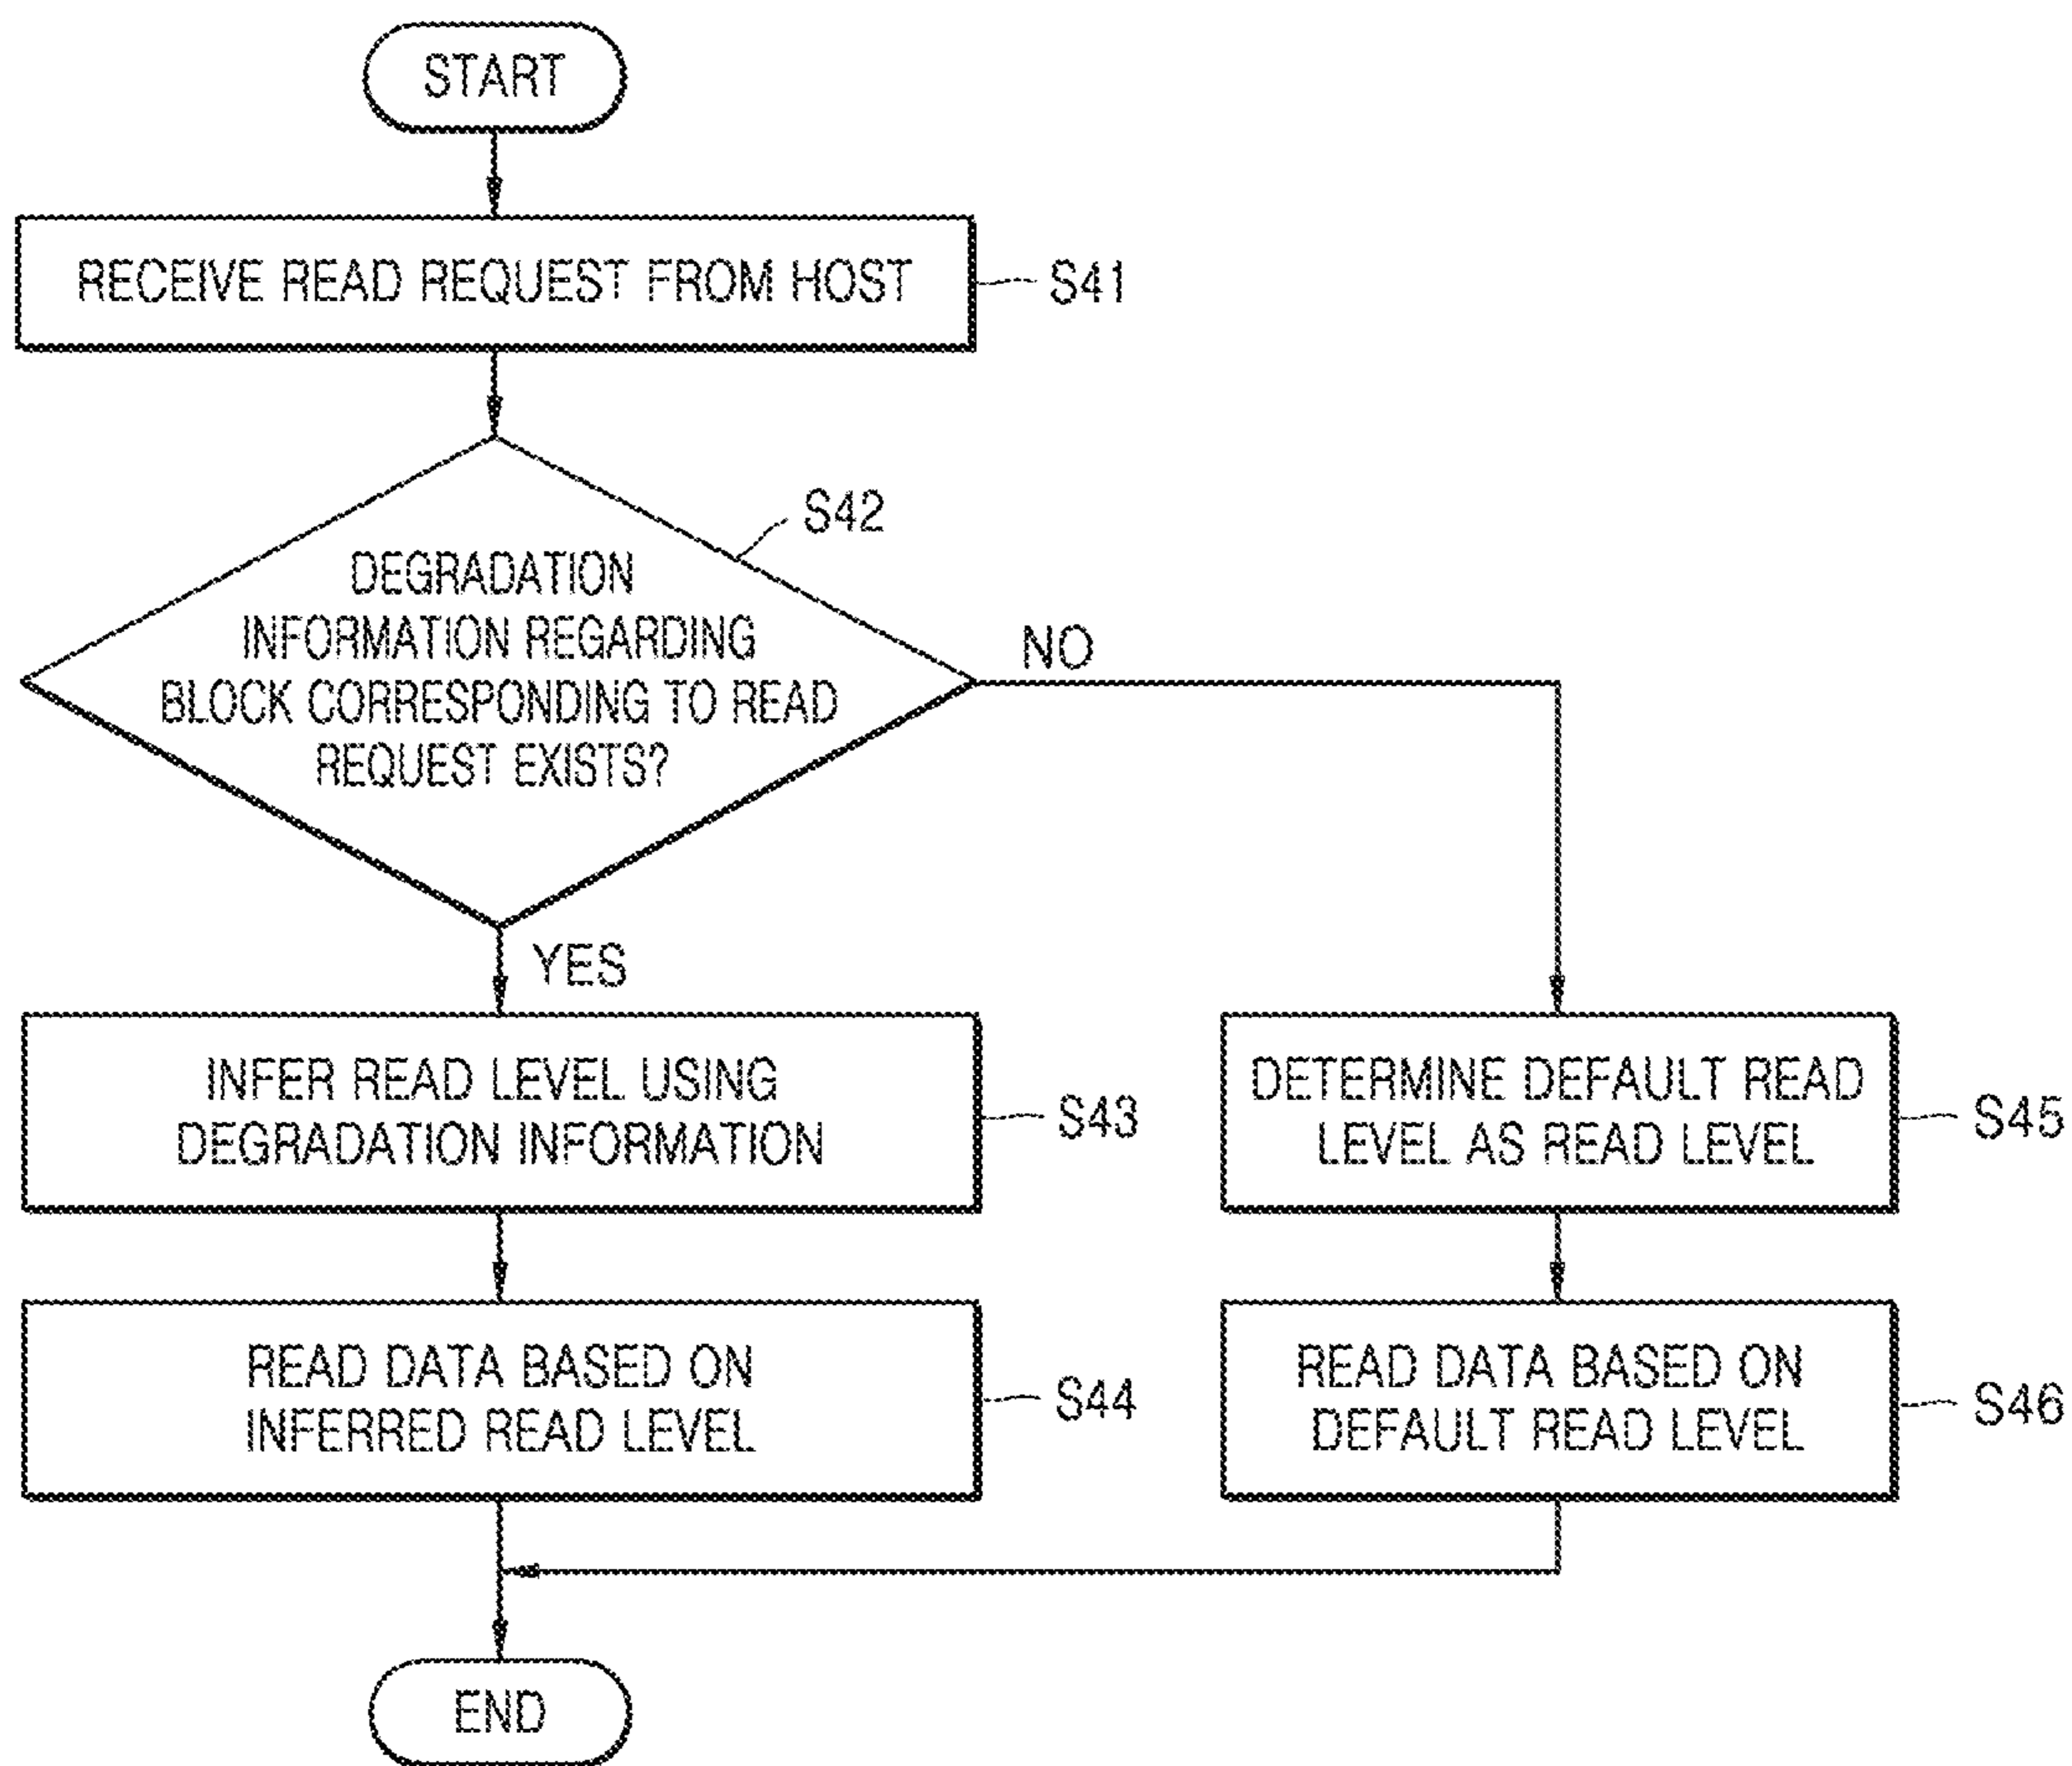 START
RECEIVE READ REQUEST FROM HOST
S41
S42
DEGRADATION
INFORMATION REGARDING
BLOCK CORRESPONDING TO READ
REQUEST EXISTS?
NO
YES
INFER READ LEVEL USING
DEGRADATION INFORMATION
S43
DETERMINE DEFAULT READ
LEVEL AS READ LEVEL
S45
READ DATA BASED ON
INFERRED READ LEVEL
S44
READ DATA BASED ON
DEFAULT READ LEVEL
S46
END